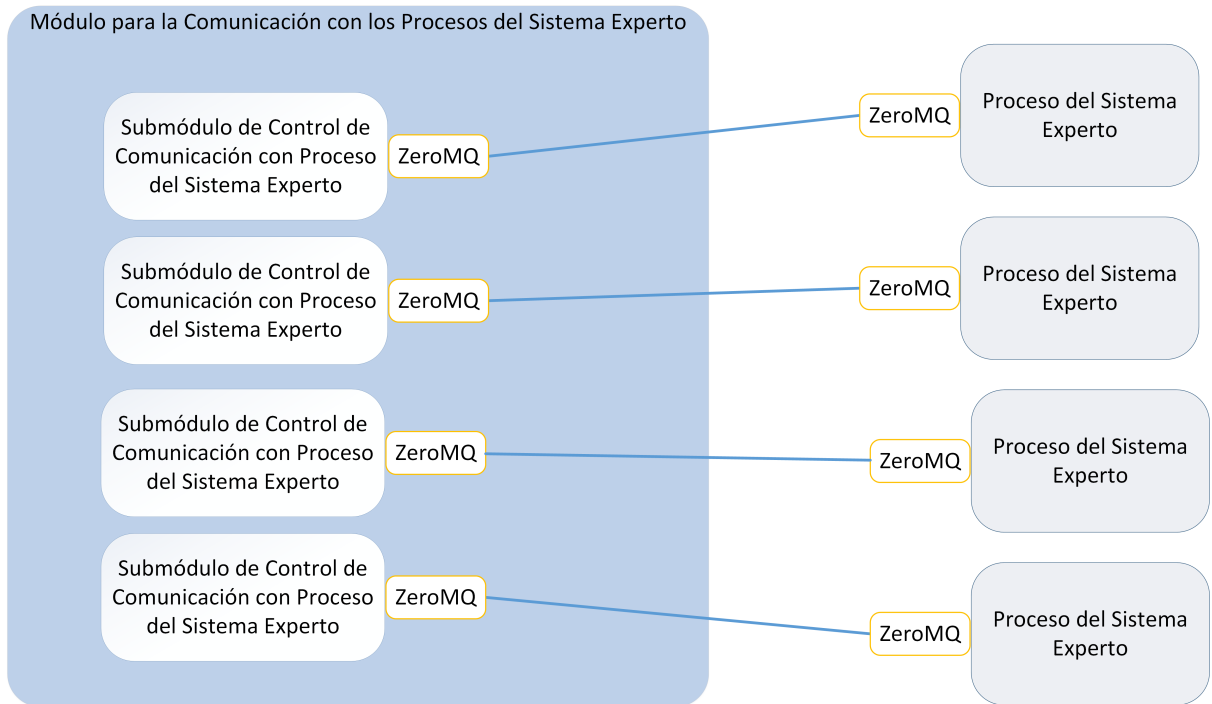 Módulo para la Comunicación con los Procesos del Sistema Experto
Submódulo de Control de
Comunicación con Proceso
del Sistema Experto
ZeroMQ
ZeroMQ
Proceso del Sistema
Experto
Submódulo de Control de
Comunicación con Proceso
del Sistema Experto
ZeroMQ
ZeroMQ
Proceso del Sistema
Experto
Submódulo de Control de
Comunicación con Proceso
del Sistema Experto
ZeroMQ
ZeroMQ
Proceso del Sistema
Experto
Submódulo de Control de
Comunicación con Proceso
del Sistema Experto
ZeroMQ
ZeroMQ
Proceso del Sistema
Experto